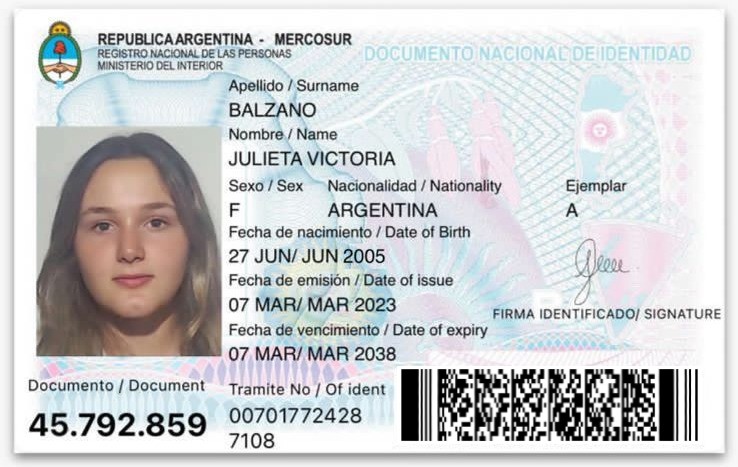 REPUBLICA ARGENTINA - MERCOSUR
REGISTRO NACIONAL DE LAS PERSONAS
MINISTERIO DEL INTERIOR
DOCUMENTO NACIONAL DE IDENTIDAD
Apellido / Surname
BALZANO
Nombre / Name
JULIETA VICTORIA
Sexo / Sex Nacionalidad / Nationality Ejemplar
F ARGENTINA A
Fecha de nacimiento / Date of Birth
27 JUN/ JUN 2005
Fecha de emisión / Date of issue
07 MAR/ MAR 2023
FIRMA IDENTIFICADO/ SIGNATURE
Fecha de vencimiento / Date of expiry
07 MAR/ MAR 2038
Documento / Document
45.792.859
Tramite No / Of ident
00701772428
7108